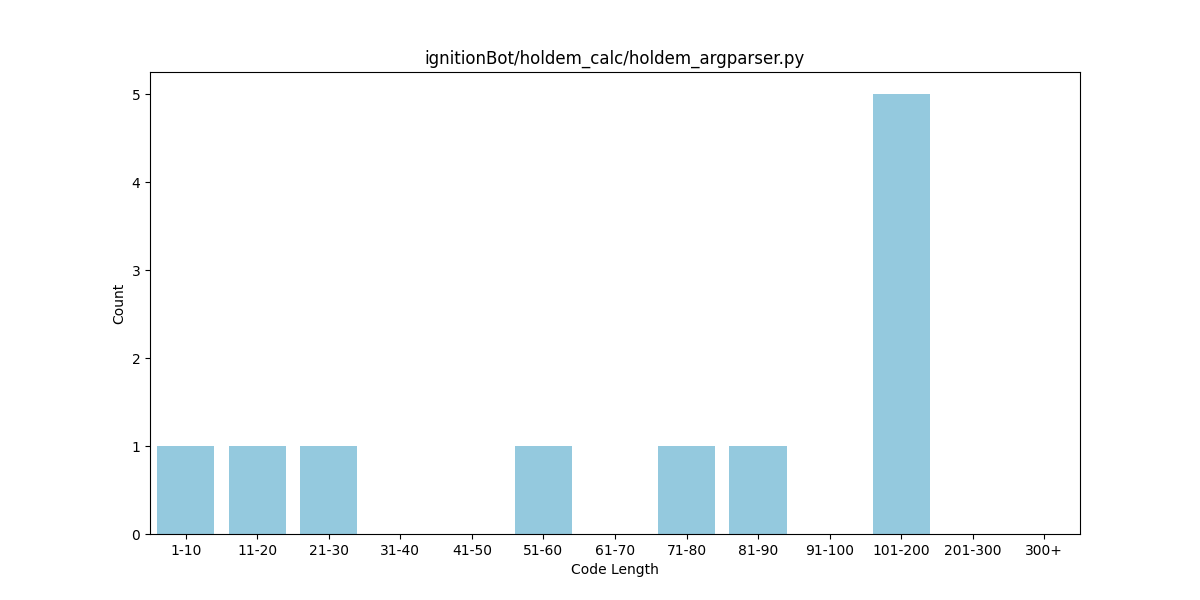 ignitionBot/holdem_calc/holdem_argparser.py
5
4
3
2
1
0
Count
1-10 11-20 21-30 31-40 41-50 51-60 61-70 71-80 81-90 91-100 101-200 201-300 300+
Code Length